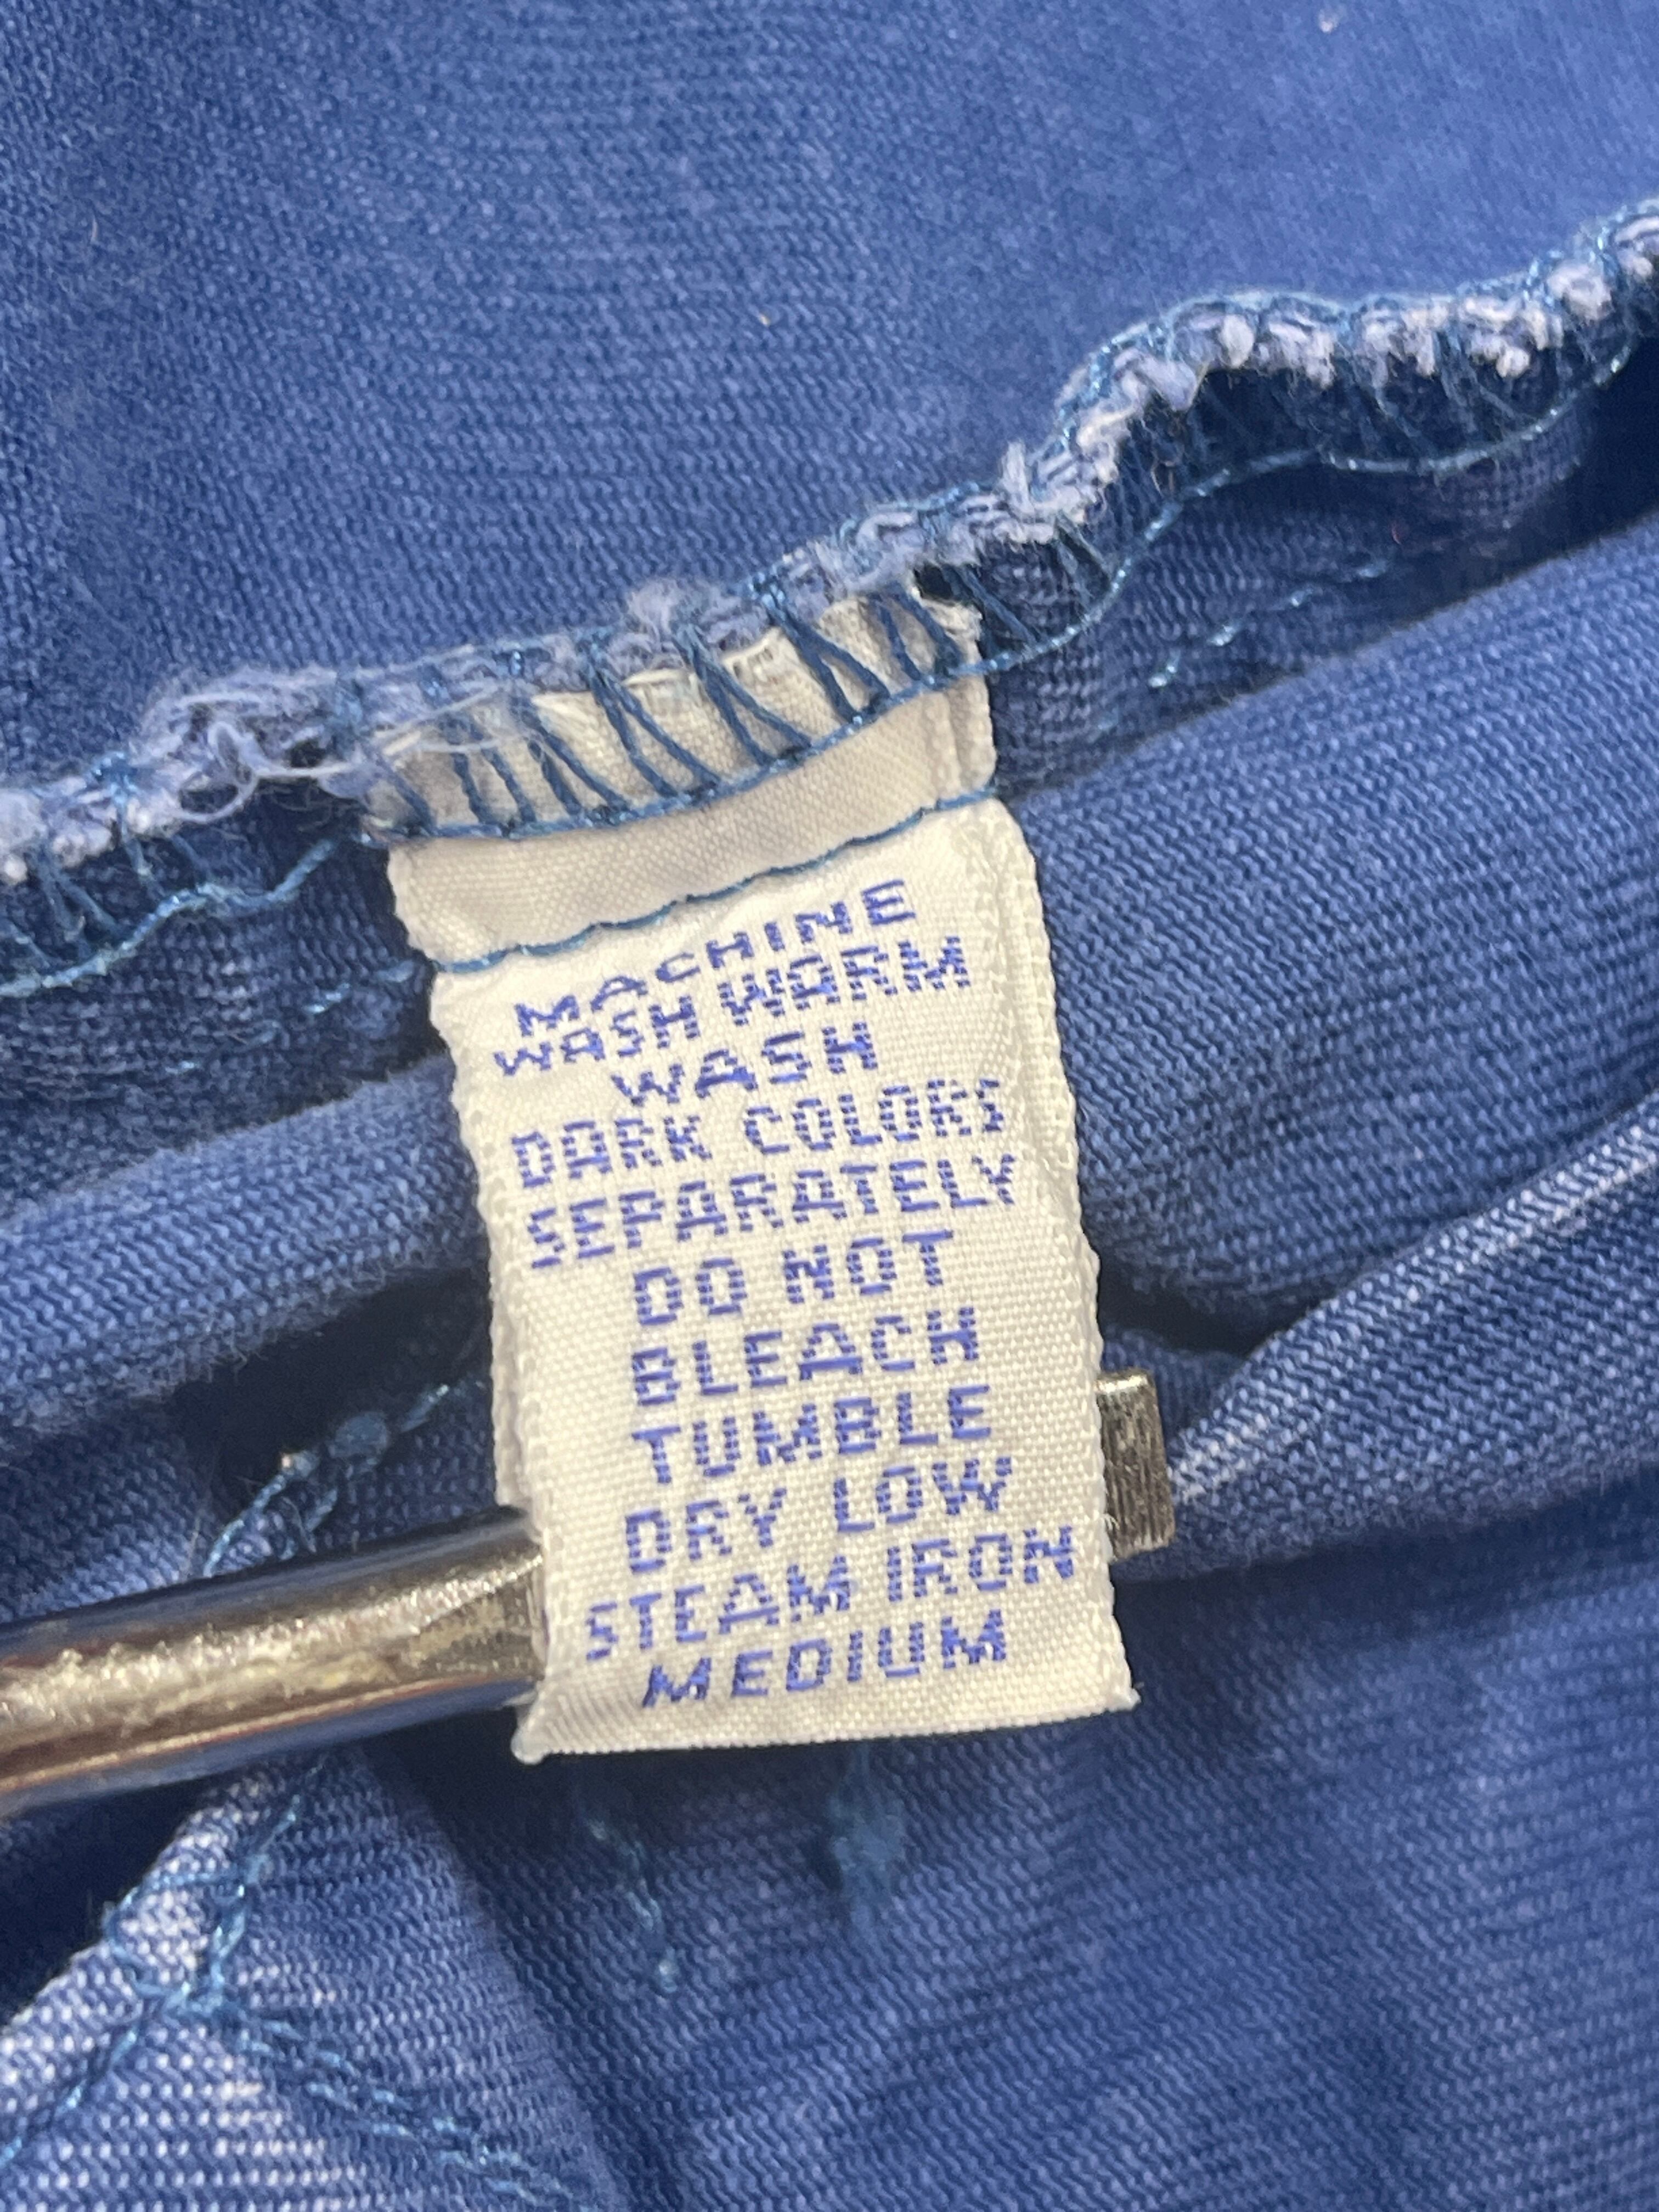 MACHINE
WASH WARM
WASH
DARK COLORS
SEPARATELY
DO NOT
BLEACH
TUMBLE
DRY LOW
STEAM IRON
MEDIUM